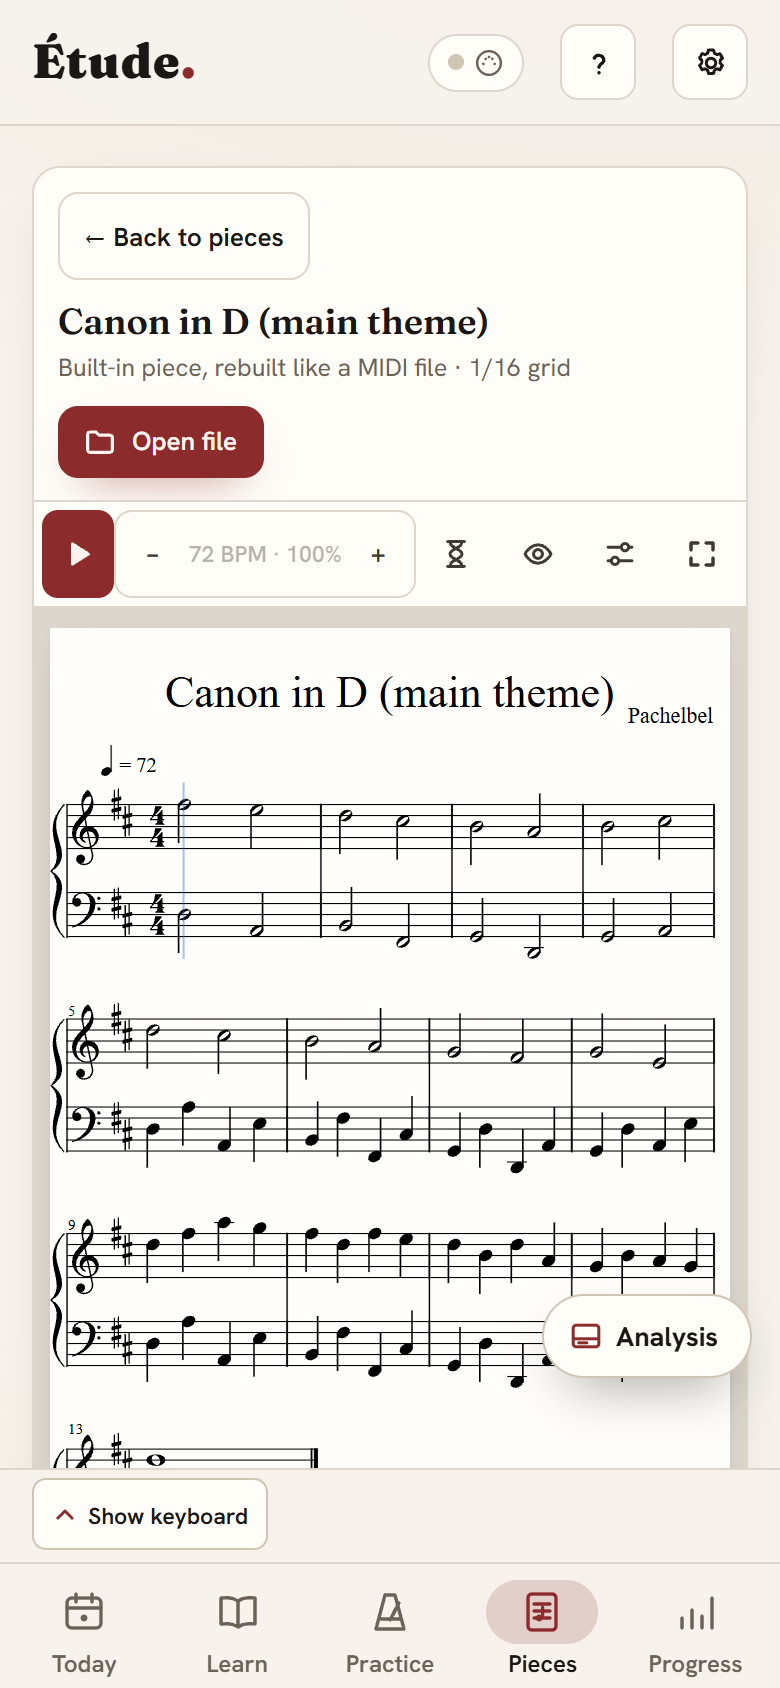 Étude.
?
← Back to pieces
Canon in D (main theme)
Built-in piece, rebuilt like a MIDI file · 1/16 grid
Open file
− 72 BPM · 100% +
Canon in D (main theme)
Pachelbel
= 72
4
4
4
4
5
9
13
Analysis
Show keyboard
Today Learn Practice Pieces Progress